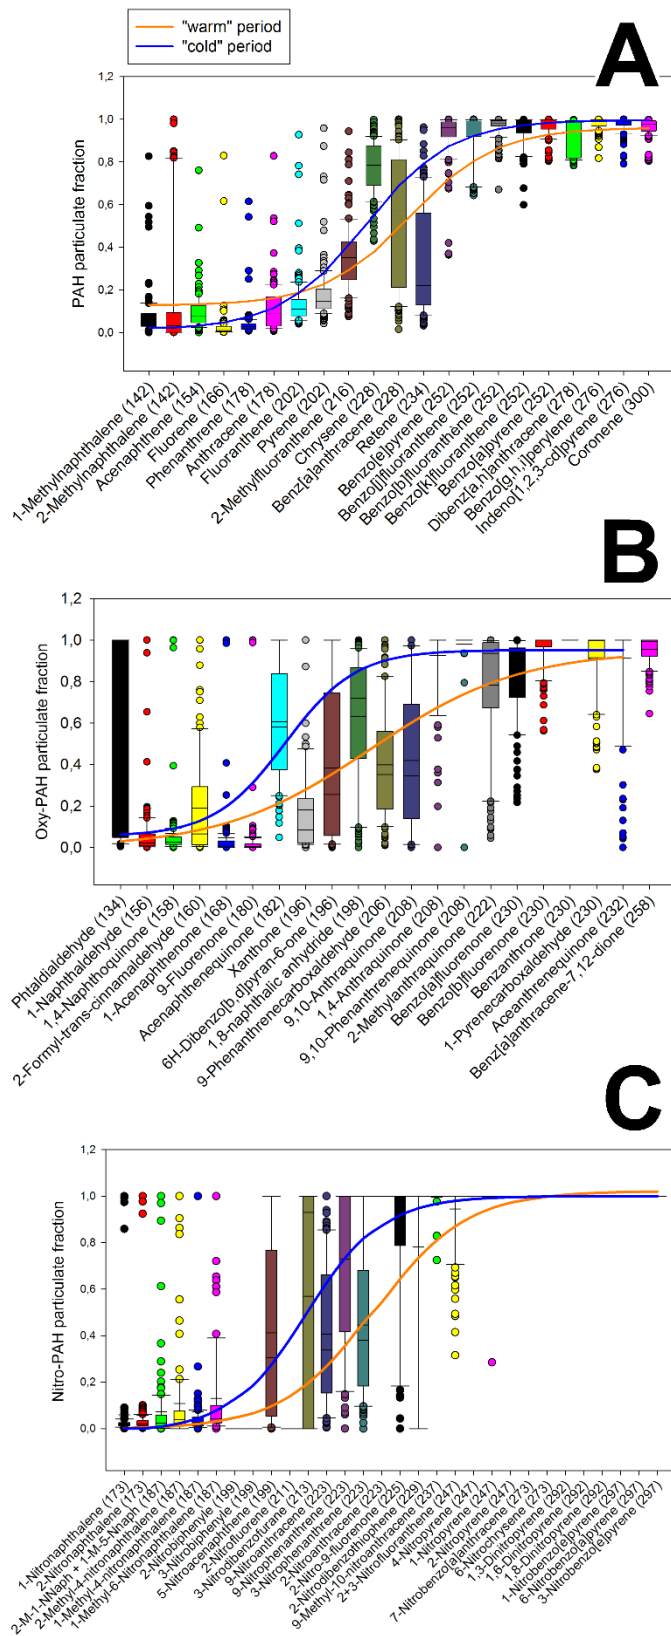 "warm" period
"cold" period
A
1,2
1,0
0,8
0,6
0,4
0,2
0,0
PAH particulate fraction
1-Methylnaphthalene (142)
2-Methylnaphthalene (142)
Acenaphthene (154)
Fluorene (166)
Phenanthrene (178)
Anthracene (178)
Fluoranthene (202)
Pyrene (202)
2-Methylfluoranthene (216)
Chrysene (228)
Benz[a]anthracene (228)
Retene (234)
Benzo[e]pyrene (252)
Benzo[j]fluoranthene (252)
Benzo[b]fluoranthène (252)
Benzo[k]fluoranthene (252)
Benzo[a]pyrene (252)
Dibenz[a,h]anthracene (278)
Benzo[g,h,i]perylene (276)
Indeno[1,2,3-cd]pyrene (276)
Coronene (300)
B
1,2
1,0
0,8
0,6
0,4
0,2
0,0
Oxy-PAH particulate fraction
Phtaldialdehyde (134)
1-Naphthaldehyde (156)
1,4-Naphthoquinone (158)
2-Formyl-trans-cinnamaldehyde (160)
1-Acenaphthenone (168)
9-Fluorenone (180)
Acenaphthenequinone (182)
Xanthone (196)
6H-Dibenzo[b,d]pyran-6-one (196)
1,8-naphthalic anhydride (198)
9-Phenanthrenecarboxaldehyde (206)
9,10-Anthraquinone (208)
1,4-Anthraquinone (208)
9,10-Phenanthrenequinone (208)
2-Methylanthraquinone (222)
Benzo[a]fluorenone (230)
Benzo[b]fluorenone (230)
Benzanthrone (230)
1-Pyrenecarboxaldehyde (230)
Aceanthrenequinone (232)
Benz[a]anthracene-7,12-dione (258)
C
1,2
1,0
0,8
0,6
0,4
0,2
0,0
Nitro-PAH particulate fraction
1-Nitronaphthalene (173)
2-Nitronaphthalene (173)
2-M-1-NNaph + 1-M-5-Nnaph (187)
2-Methyl-4-nitronaphthalene (187)
1-Methyl-4-nitronaphthalene (187)
1-Methyl-6-Nitronaphthalene (187)
2-Nitrobiphenyle (199)
3-Nitrobiphenyle (199)
5-Nitroacenaphthene (199)
2-Nitrofluorene (211)
3-Nitrodibenzofurane (213)
9-Nitroanthracene (223)
9-Nitrophenanthrene (223)
3-Nitrophenanthrene (223)
2-Nitroanthracene (223)
2-Nitro-9-fluorenone (225)
2-Nitrodibenzothiophene (229)
9-Methyl-10-nitroanthracene (237)
2+3-Nitrofluoranthene (247)
4-Nitropyrene (247)
1-Nitropyrene (247)
2-Nitropyrene (247)
7-Nitrobenz[a]anthracene (273)
6-Nitrochrysene (273)
1,3-Dinitropyrene (292)
1,6-Dinitropyrene (292)
1,8-Dinitropyrene (292)
1-Nitrobenzo[e]pyrene (297)
6-Nitrobenzo[a]pyrene (297)
3-Nitrobenzo[e]pyrene (297)